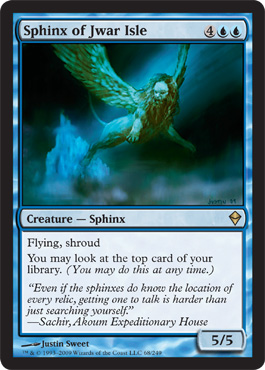 Sphinx of Jwar Isle 4
Creature — Sphinx
Flying, shroud
You may look at the top card of your
library. (You may do this at any time.)
“Even if the sphinxes do know the location of
every relic, getting one to talk is harder than
just searching yourself.”
—Sachir, Akoum Expeditionary House
5/5
Justin Sweet
™ & © 1993–2009 Wizards of the Coast LLC 68/249